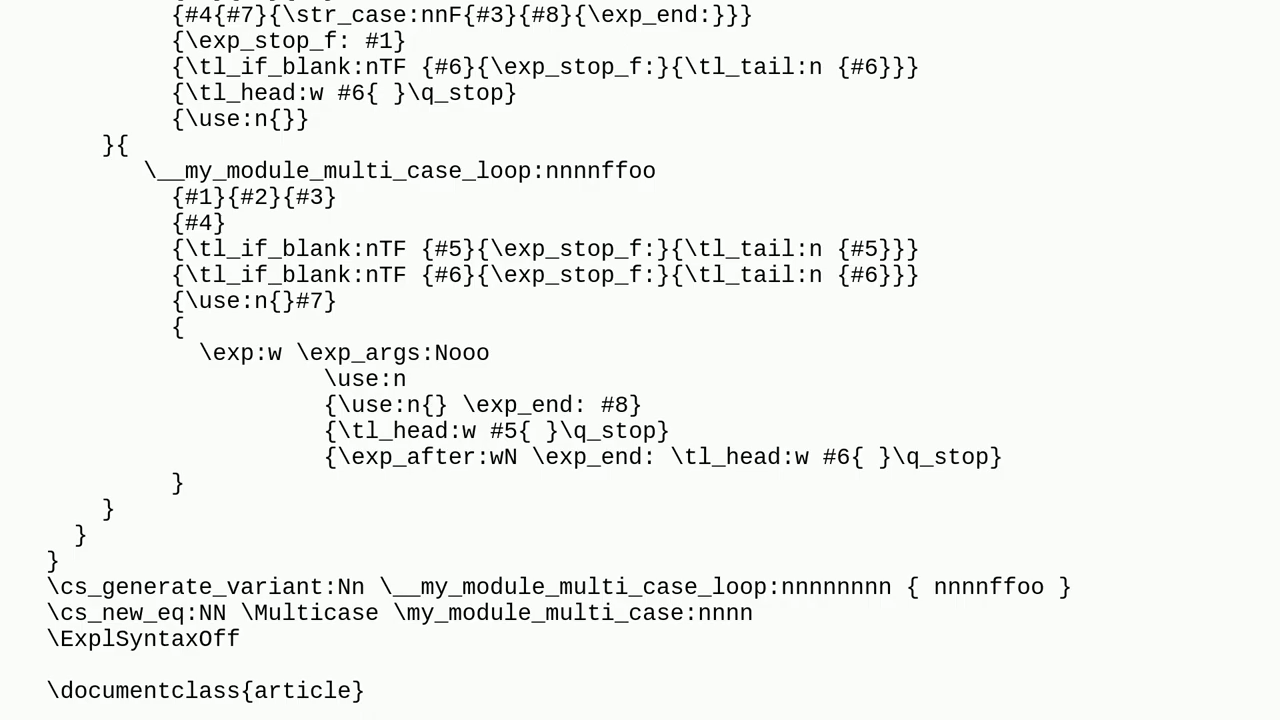 {#4{#7}{\str_case:nnF{#3}{#8}{\exp_end:}}}
{\exp_stop_f: #1}
{\tl_if_blank:nTF {#6}{\exp_stop_f:}{\tl_tail:n {#6}}}
{\tl_head:w #6{ }\q_stop}
{\use:n{}}
}{
\__my_module_multi_case_loop:nnnnffoo
{#1}{#2}{#3}
{#4}
{\tl_if_blank:nTF {#5}{\exp_stop_f:}{\tl_tail:n {#5}}}
{\tl_if_blank:nTF {#6}{\exp_stop_f:}{\tl_tail:n {#6}}}
{\use:n{}#7}
{
\exp:w \exp_args:Nooo
\use:n
{\use:n{} \exp_end: #8}
{\tl_head:w #5{ }\q_stop}
{\exp_after:wN \exp_end: \tl_head:w #6{ }\q_stop}
}
}
}
}
\cs_generate_variant:Nn \__my_module_multi_case_loop:nnnnnnnn { nnnnffoo }
\cs_new_eq:NN \Multicase \my_module_multi_case:nnnn
\ExplSyntaxOff
\documentclass{article}